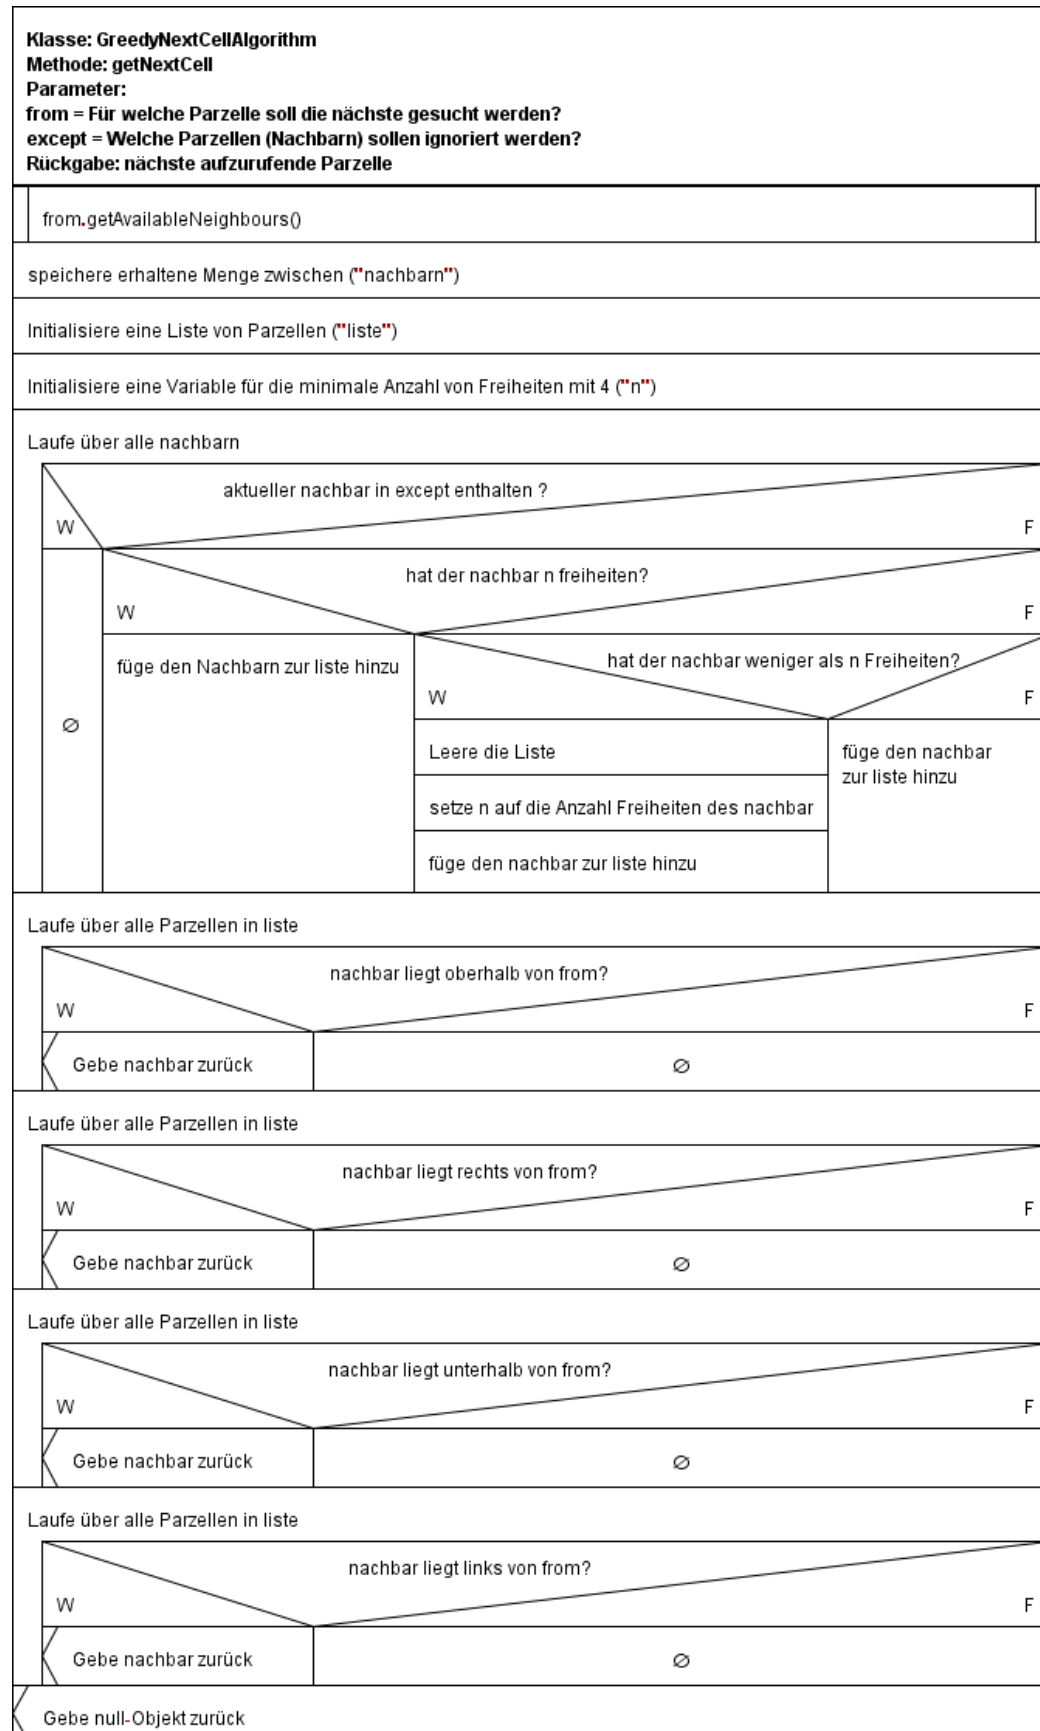 Klasse: GreedyNextCellAlgorithm
Methode: getNextCell
Parameter:
from = Für welche Parzelle soll die nächste gesucht werden?
except = Welche Parzellen (Nachbarn) sollen ignoriert werden?
Rückgabe: nächste aufzurufende Parzelle
from.getAvailableNeighbours()
speichere erhaltene Menge zwischen ("nachbarn")
Initialisiere eine Liste von Parzellen ("liste")
Initialisiere eine Variable für die minimale Anzahl von Freiheiten mit 4 ("n")
Laufe über alle nachbarn
aktueller nachbar in except enthalten ?
W F
hat der nachbar n freiheiten?
W F
füge den Nachbarn zur liste hinzu
hat der nachbar weniger als n Freiheiten?
W F
∅
Leere die Liste
setze n auf die Anzahl Freiheiten des nachbar
füge den nachbar zur liste hinzu
füge den nachbar
zur liste hinzu
Laufe über alle Parzellen in liste
nachbar liegt oberhalb von from?
W F
Gebe nachbar zurück ∅
Laufe über alle Parzellen in liste
nachbar liegt rechts von from?
W F
Gebe nachbar zurück ∅
Laufe über alle Parzellen in liste
nachbar liegt unterhalb von from?
W F
Gebe nachbar zurück ∅
Laufe über alle Parzellen in liste
nachbar liegt links von from?
W F
Gebe nachbar zurück ∅
Gebe null-Objekt zurück